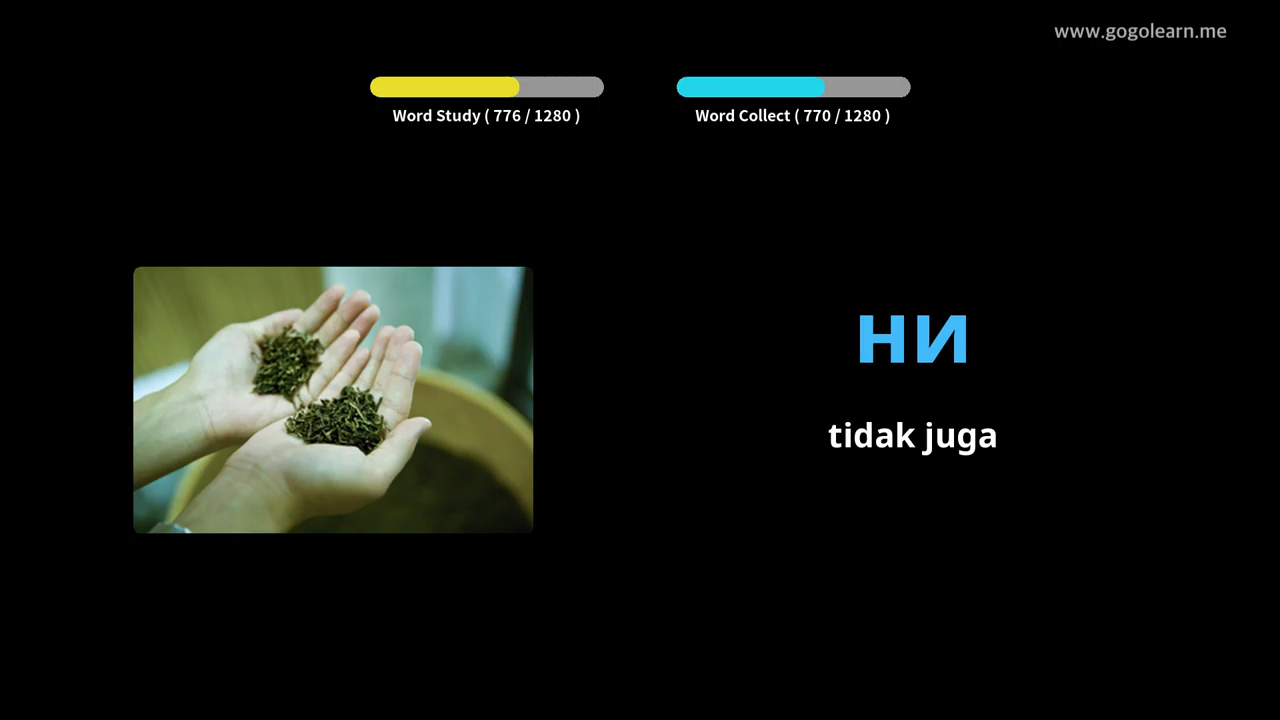 www.gogolearn.me
Word Study ( 776 / 1280 )
Word Collect ( 770 / 1280 )
ни
tidak juga